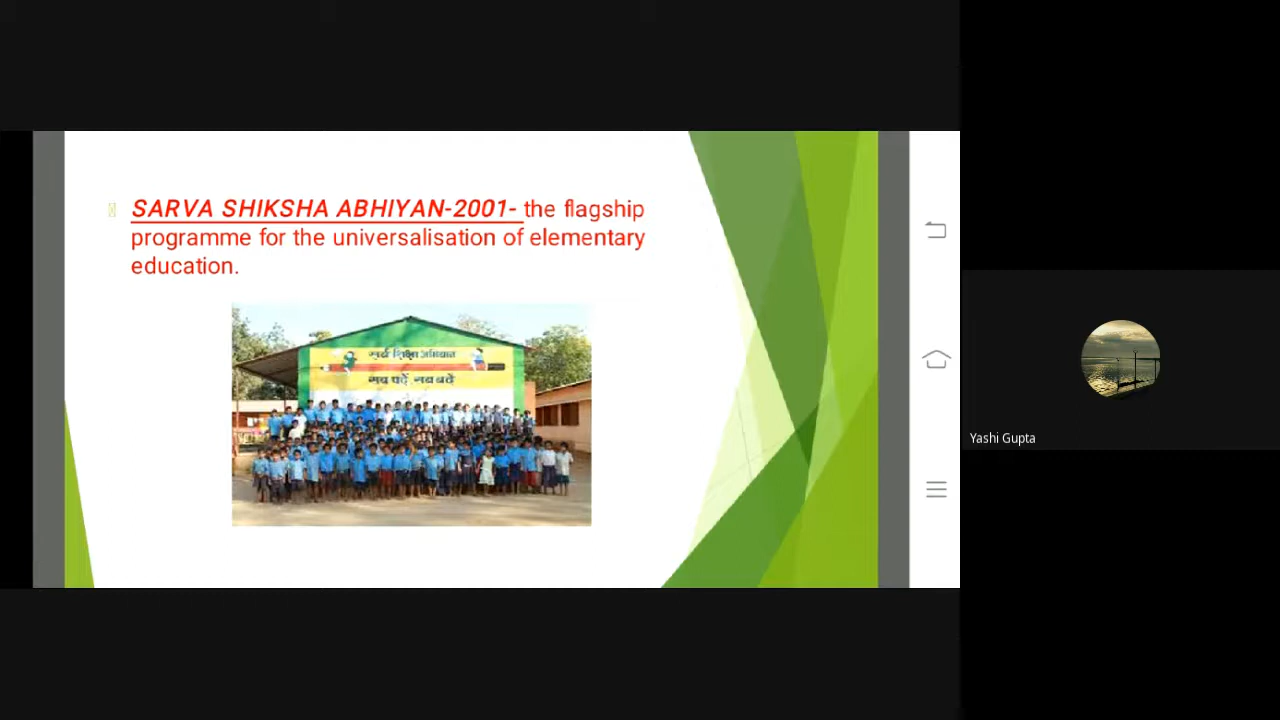 SARVA SHIKSHA ABHIYAN-2001- the flagship
programme for the universalisation of elementary
education.
सर्व शिक्षा अभियान
सब पढ़ें सब बढ़ें
Yashi Gupta